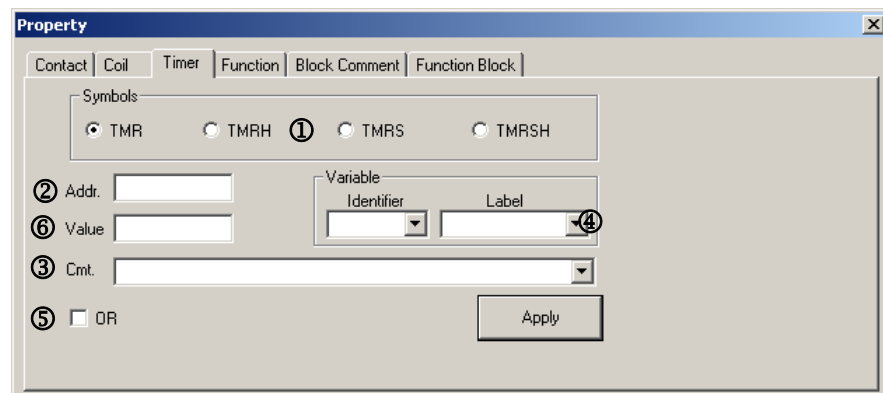 Property
Contact Coil Timer Function Block Comment Function Block
Symbols
TMR TMRH ① TMRS TMRSH
② Addr.
Variable
Identifier Label
④
⑥ Value
③ Cmt.
⑤ OR
Apply